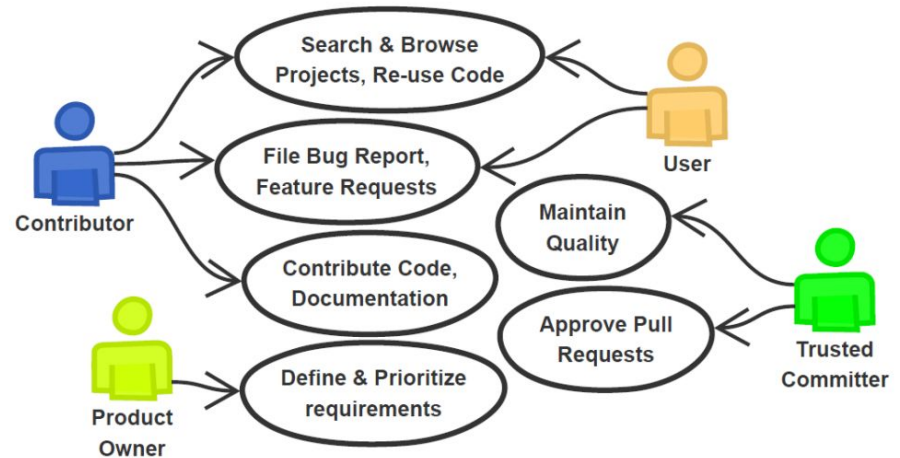 Search & Browse
Projects, Re-use Code
User
File Bug Report,
Feature Requests
Contributor
Maintain
Quality
Contribute Code,
Documentation
Approve Pull
Requests
Trusted
Committer
Define & Prioritize
requirements
Product
Owner